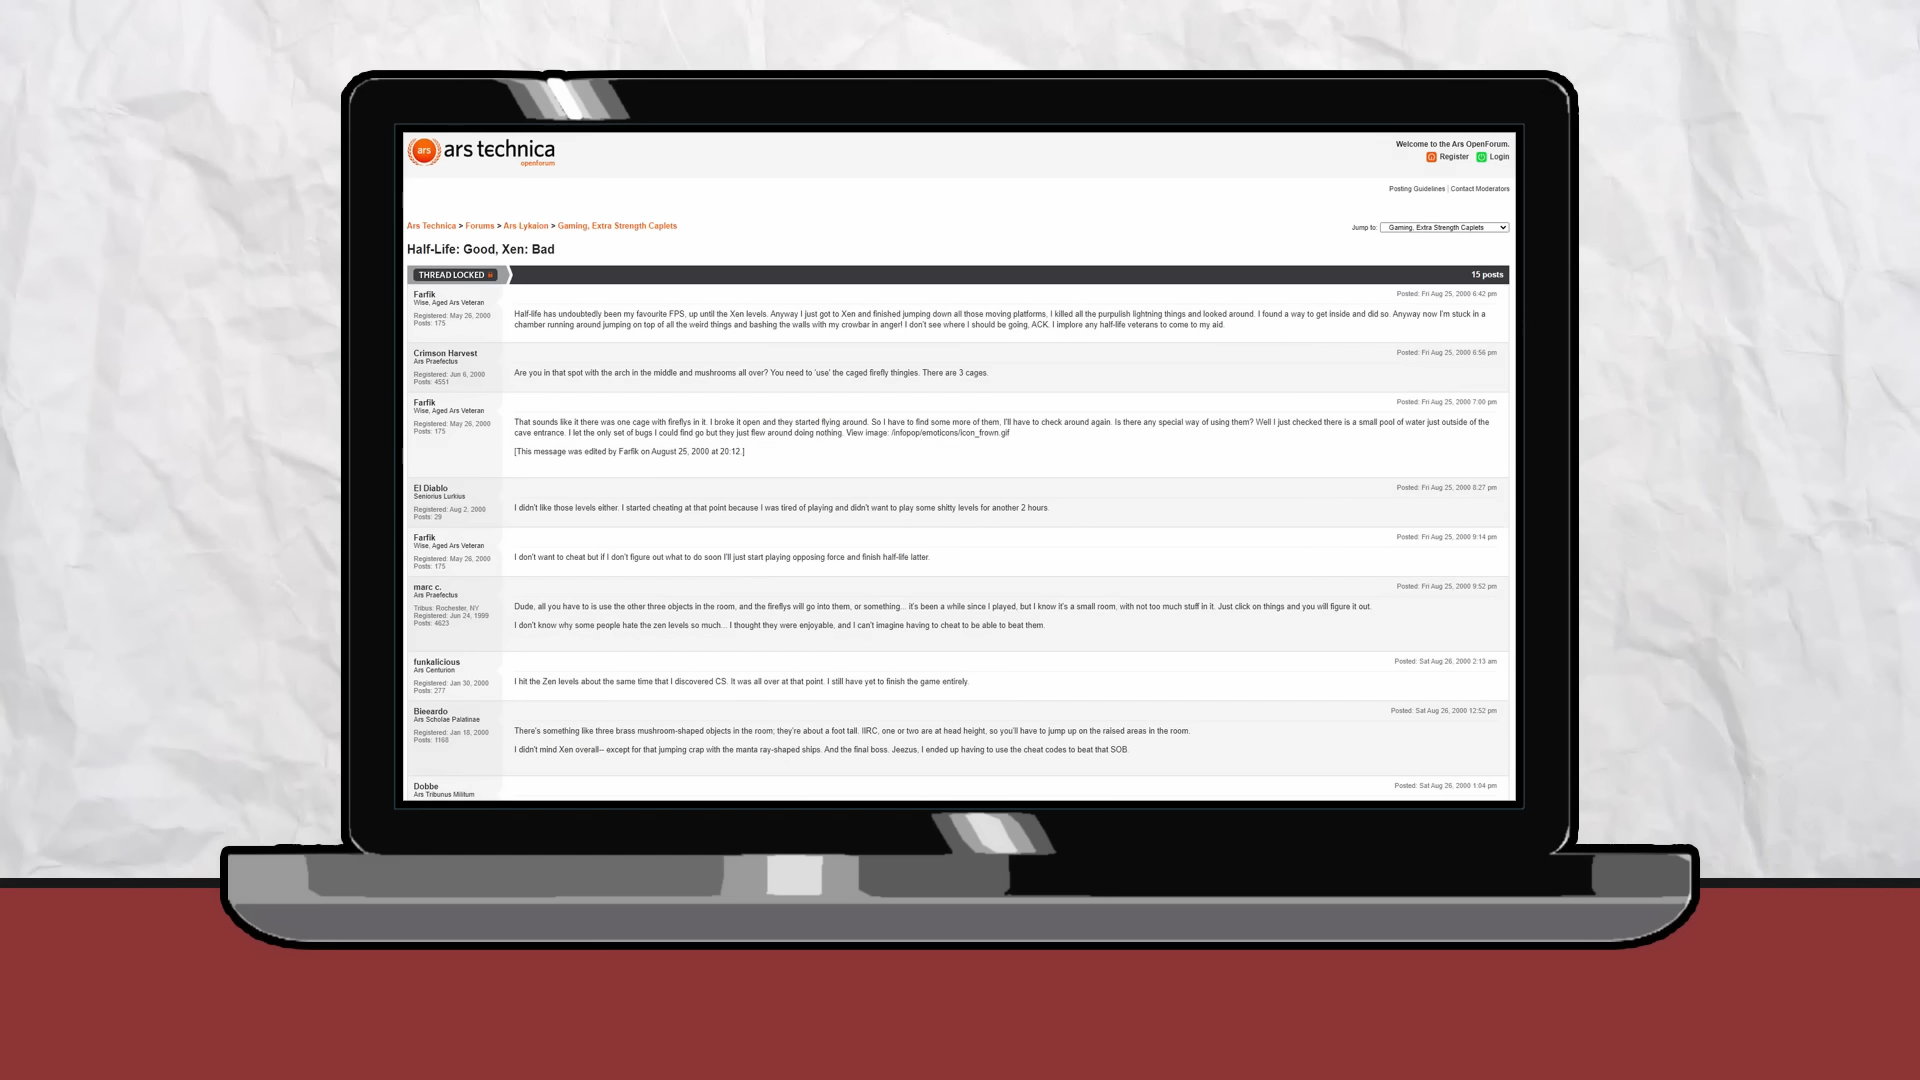 ars
ars technica
openforum
Welcome to the Ars OpenForum.
Register Login
Posting Guidelines | Contact Moderators
Ars Technica > Forums > Ars Lykaion > Gaming, Extra Strength Caplets
Jump to: Gaming, Extra Strength Caplets
Half-Life: Good, Xen: Bad
THREAD LOCKED
15 posts
Farfik
Wise, Aged Ars Veteran
Registered: May 26, 2000
Posts: 175
Posted: Fri Aug 25, 2000 6:42 pm
Half-life has undoubtedly been my favourite FPS, up until the Xen levels. Anyway I just got to Xen and finished jumping down all those moving platforms, I killed all the purpulish lightning things and looked around. I found a way to get inside and did so. Anyway now I'm stuck in a
chamber running around jumping on top of all the weird things and bashing the walls with my crowbar in anger! I don't see where I should be going, ACK. I implore any half-life veterans to come to my aid.
Crimson Harvest
Ars Praefectus
Registered: Jun 6, 2000
Posts: 4551
Posted: Fri Aug 25, 2000 6:56 pm
Are you in that spot with the arch in the middle and mushrooms all over? You need to 'use' the caged firefly thingies. There are 3 cages.
Farfik
Wise, Aged Ars Veteran
Registered: May 26, 2000
Posts: 175
Posted: Fri Aug 25, 2000 7:00 pm
That sounds like it there was one cage with fireflys in it. I broke it open and they started flying around. So I have to find some more of them, I'll have to check around again. Is there any special way of using them? Well I just checked there is a small pool of water just outside of the
cave entrance. I let the only set of bugs I could find go but they just flew around doing nothing. View image: /infopop/emoticons/icon_frown.gif
[This message was edited by Farfik on August 25, 2000 at 20:12.]
El Diablo
Seniorius Lurkius
Registered: Aug 2, 2000
Posts: 29
Posted: Fri Aug 25, 2000 8:27 pm
I didn't like those levels either. I started cheating at that point because I was tired of playing and didn't want to play some shitty levels for another 2 hours.
Farfik
Wise, Aged Ars Veteran
Registered: May 26, 2000
Posts: 175
Posted: Fri Aug 25, 2000 9:14 pm
I don't want to cheat but if I don't figure out what to do soon I'll just start playing opposing force and finish half-life latter.
marc c.
Ars Praefectus
Tribus: Rochester, NY
Registered: Jun 24, 1999
Posts: 4623
Posted: Fri Aug 25, 2000 9:52 pm
Dude, all you have to is use the other three objects in the room, and the fireflys will go into them, or something... it's been a while since I played, but I know it's a small room, with not too much stuff in it. Just click on things and you will figure it out.
I don't know why some people hate the zen levels so much... I thought they were enjoyable, and I can't imagine having to cheat to be able to beat them.
funkalicious
Ars Centurion
Registered: Jan 30, 2000
Posts: 277
Posted: Sat Aug 26, 2000 2:13 am
I hit the Zen levels about the same time that I discovered CS. It was all over at that point. I still have yet to finish the game entirely.
Bieeardo
Ars Scholae Palatinae
Registered: Jan 18, 2000
Posts: 1168
Posted: Sat Aug 26, 2000 12:52 pm
There's something like three brass mushroom-shaped objects in the room; they're about a foot tall. IIRC, one or two are at head height, so you'll have to jump up on the raised areas in the room.
I didn't mind Xen overall-- except for that jumping crap with the manta ray-shaped ships. And the final boss. Jeezus, I ended up having to use the cheat codes to beat that SOB.
Dobbe
Ars Tribunus Militum
Posted: Sat Aug 26, 2000 1:04 pm